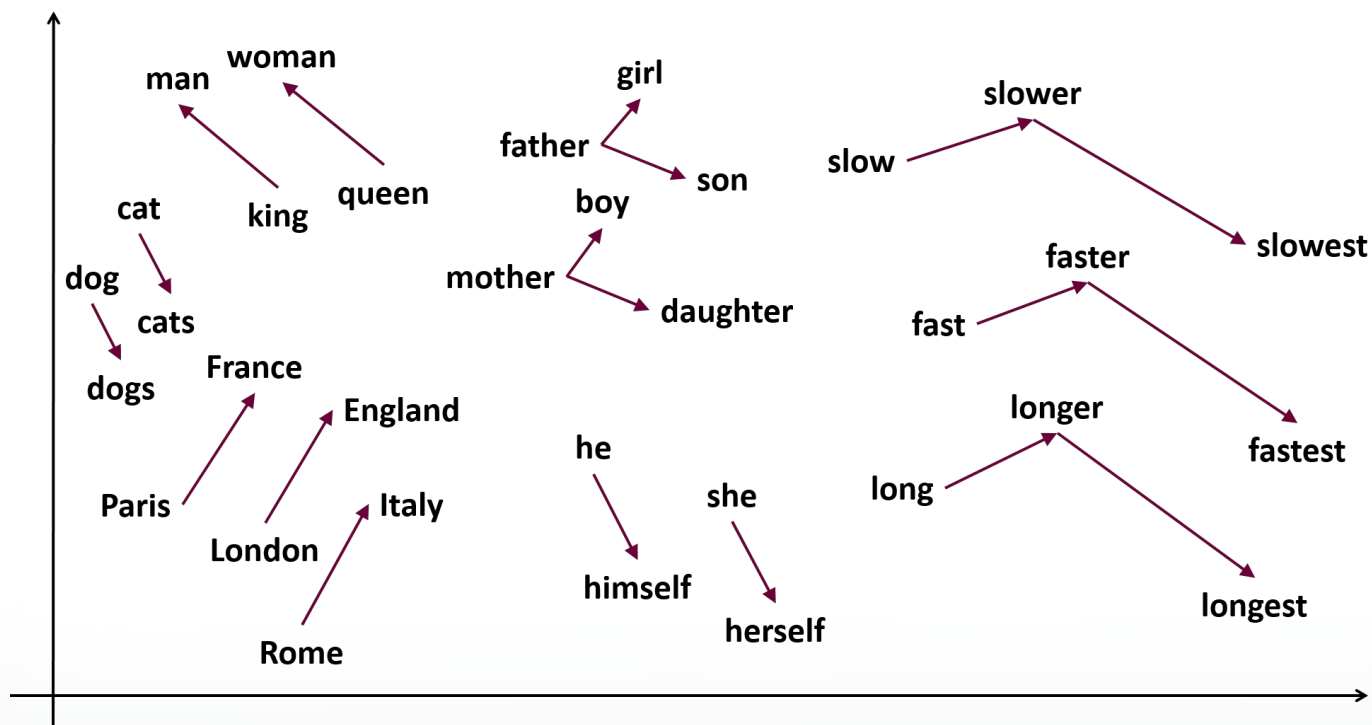 man
woman
king
queen
cat
cats
dog
dogs
France
Paris
England
London
Italy
Rome
girl
father
son
boy
mother
daughter
he
himself
she
herself
slower
slow
slowest
faster
fast
fastest
longer
long
longest